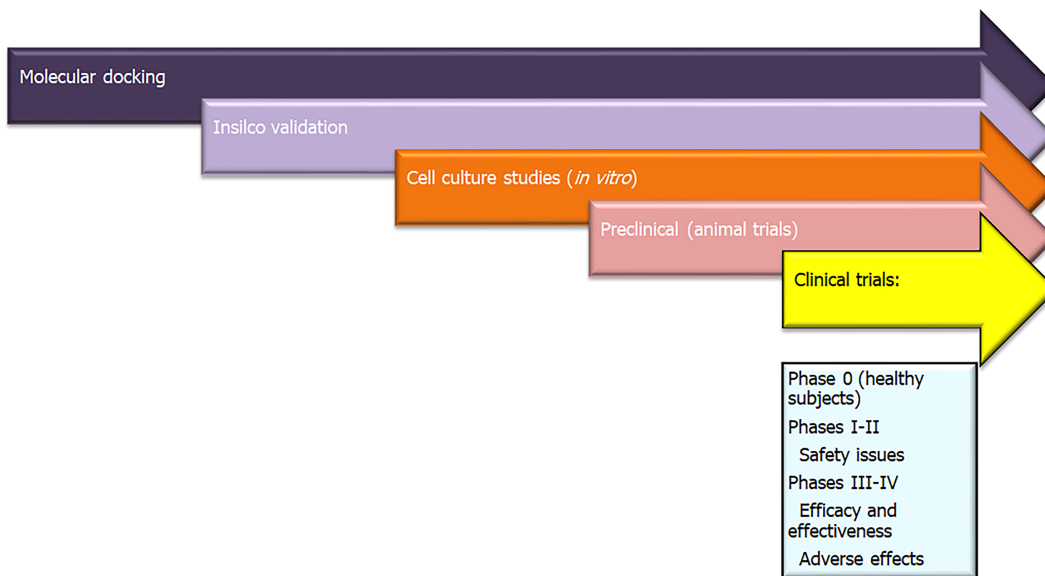 Molecular docking
Insilco validation
Cell culture studies (in vitro)
Preclinical (animal trials)
Clinical trials:
Phase 0 (healthy
subjects)
Phases I-II
Safety issues
Phases III-IV
Efficacy and
effectiveness
Adverse effects